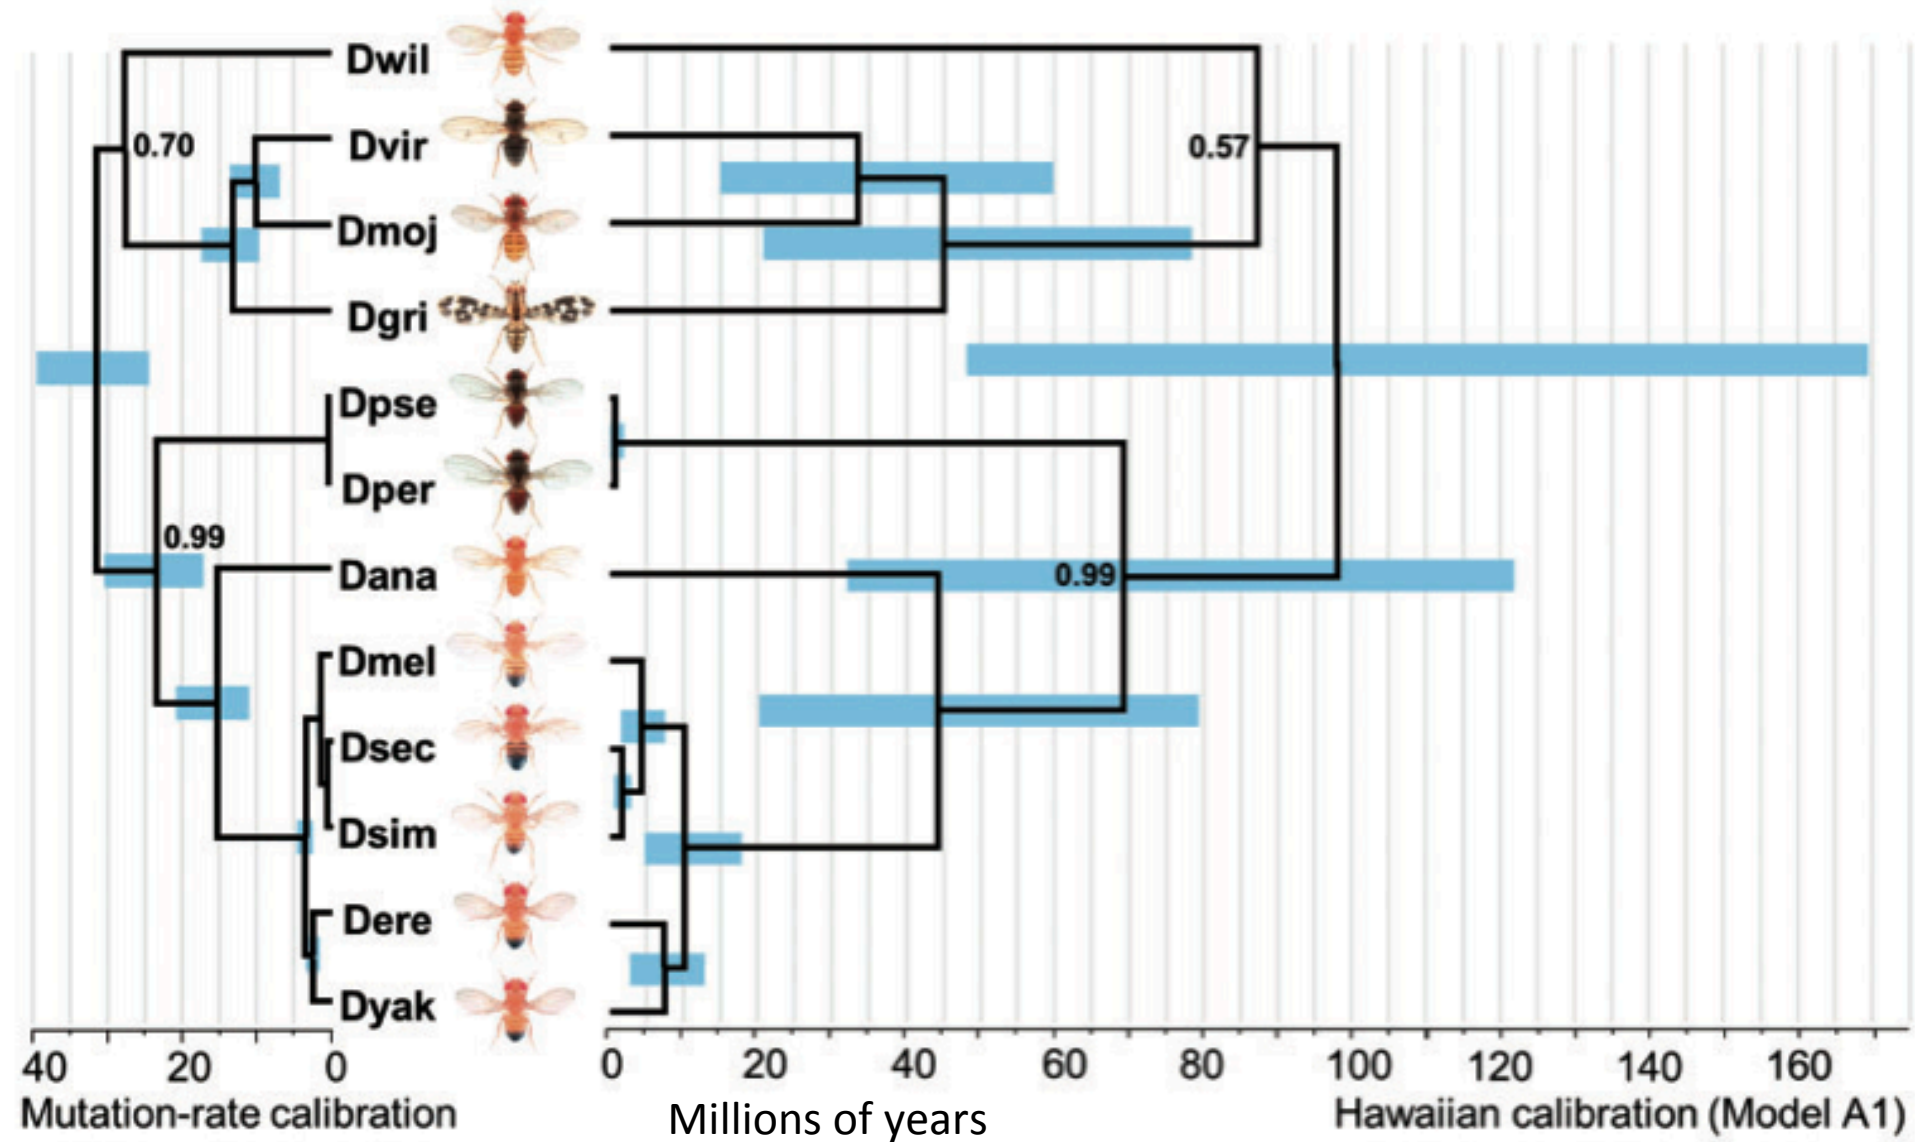 Dwil
0.70
0.57
Dvir
Dmoj
Dgri
Dpse
Dper
0.99
Dana
0.99
Dmel
Dsec
Dsim
Dere
Dyak
40 20 0
0 20 40 60 80 100 120 140 160
Mutation-rate calibration
Millions of years
Hawaiian calibration (Model A1)